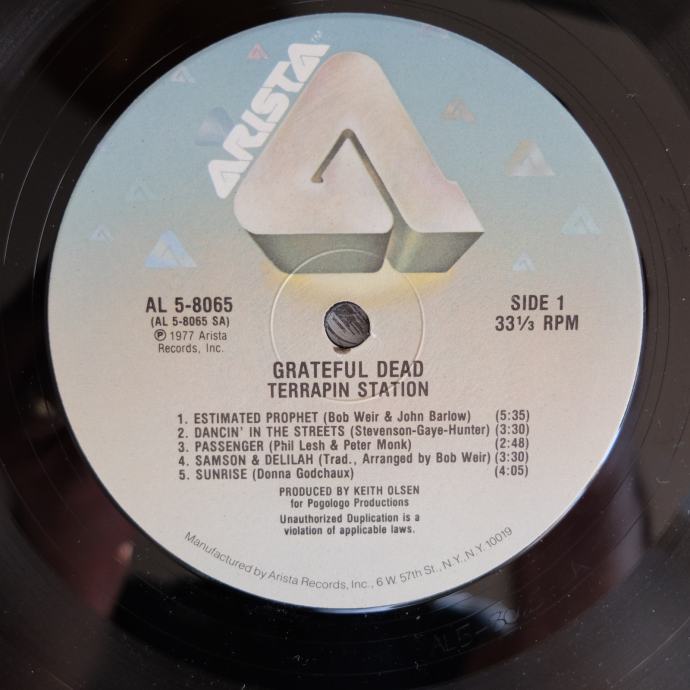 ARISTA™
AL 5-8065
(AL 5-8065 SA)
Ⓟ 1977 Arista
Records, Inc.
SIDE 1
33⅓ RPM
GRATEFUL DEAD
TERRAPIN STATION
1. ESTIMATED PROPHET (Bob Weir & John Barlow) (5:35)
2. DANCIN' IN THE STREETS (Stevenson-Gaye-Hunter) (3:30)
3. PASSENGER (Phil Lesh & Peter Monk) (2:48)
4. SAMSON & DELILAH (Trad., Arranged by Bob Weir) (3:30)
5. SUNRISE (Donna Godchaux) (4:05)
PRODUCED BY KEITH OLSEN
for Pogologo Productions
Unauthorized Duplication is a
violation of applicable laws.
Manufactured by Arista Records, Inc., 6 W. 57th St., N.Y., N.Y. 10019